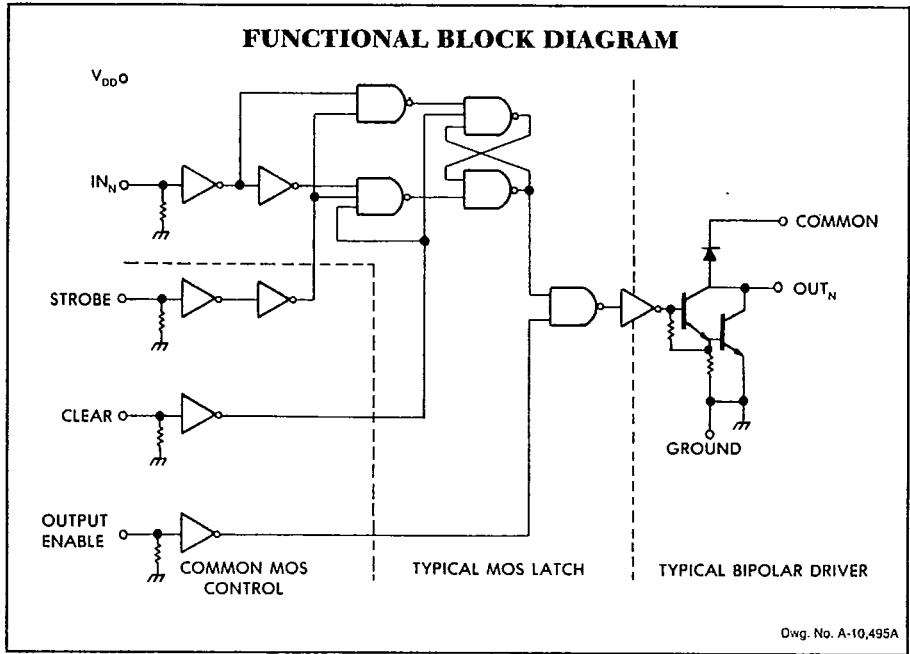 FUNCTIONAL BLOCK DIAGRAM
VDD
INN
STROBE
CLEAR
OUTPUT
ENABLE
COMMON MOS
CONTROL
TYPICAL MOS LATCH
COMMON
OUTN
GROUND
TYPICAL BIPOLAR DRIVER
Dwg. No. A-10,495A